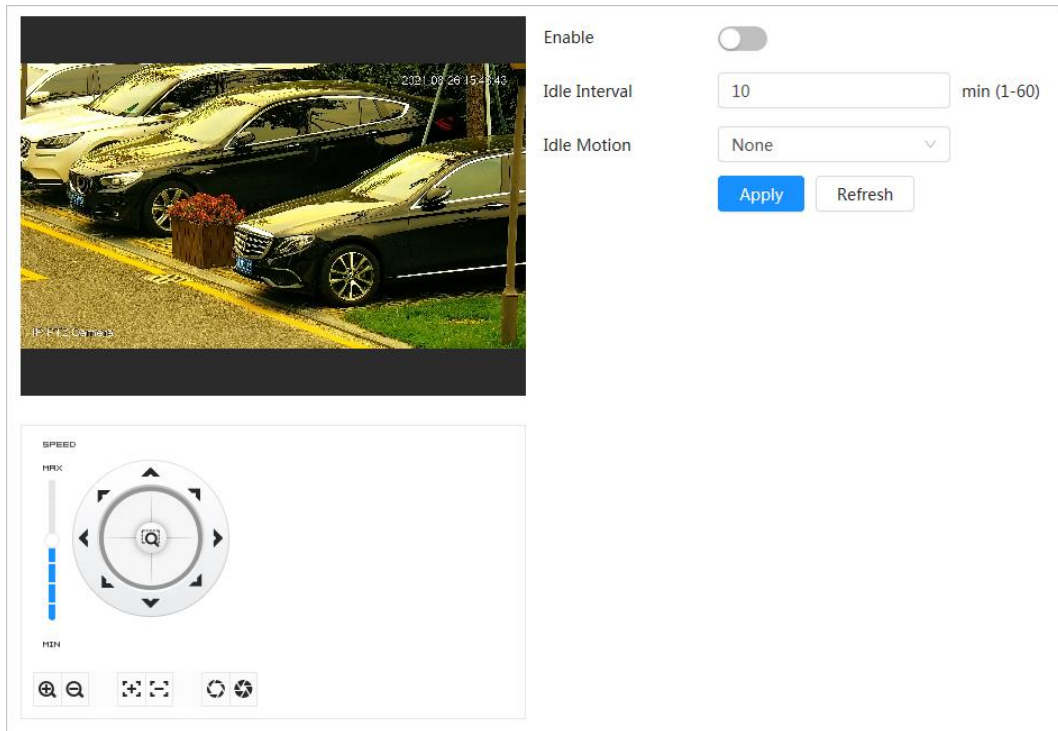 Enable
2021-08-26 15:48:43
Idle Interval
10
min (1-60)
Idle Motion
None
Apply
Refresh
IP PTZ Camera
SPEED
MAX
MIN